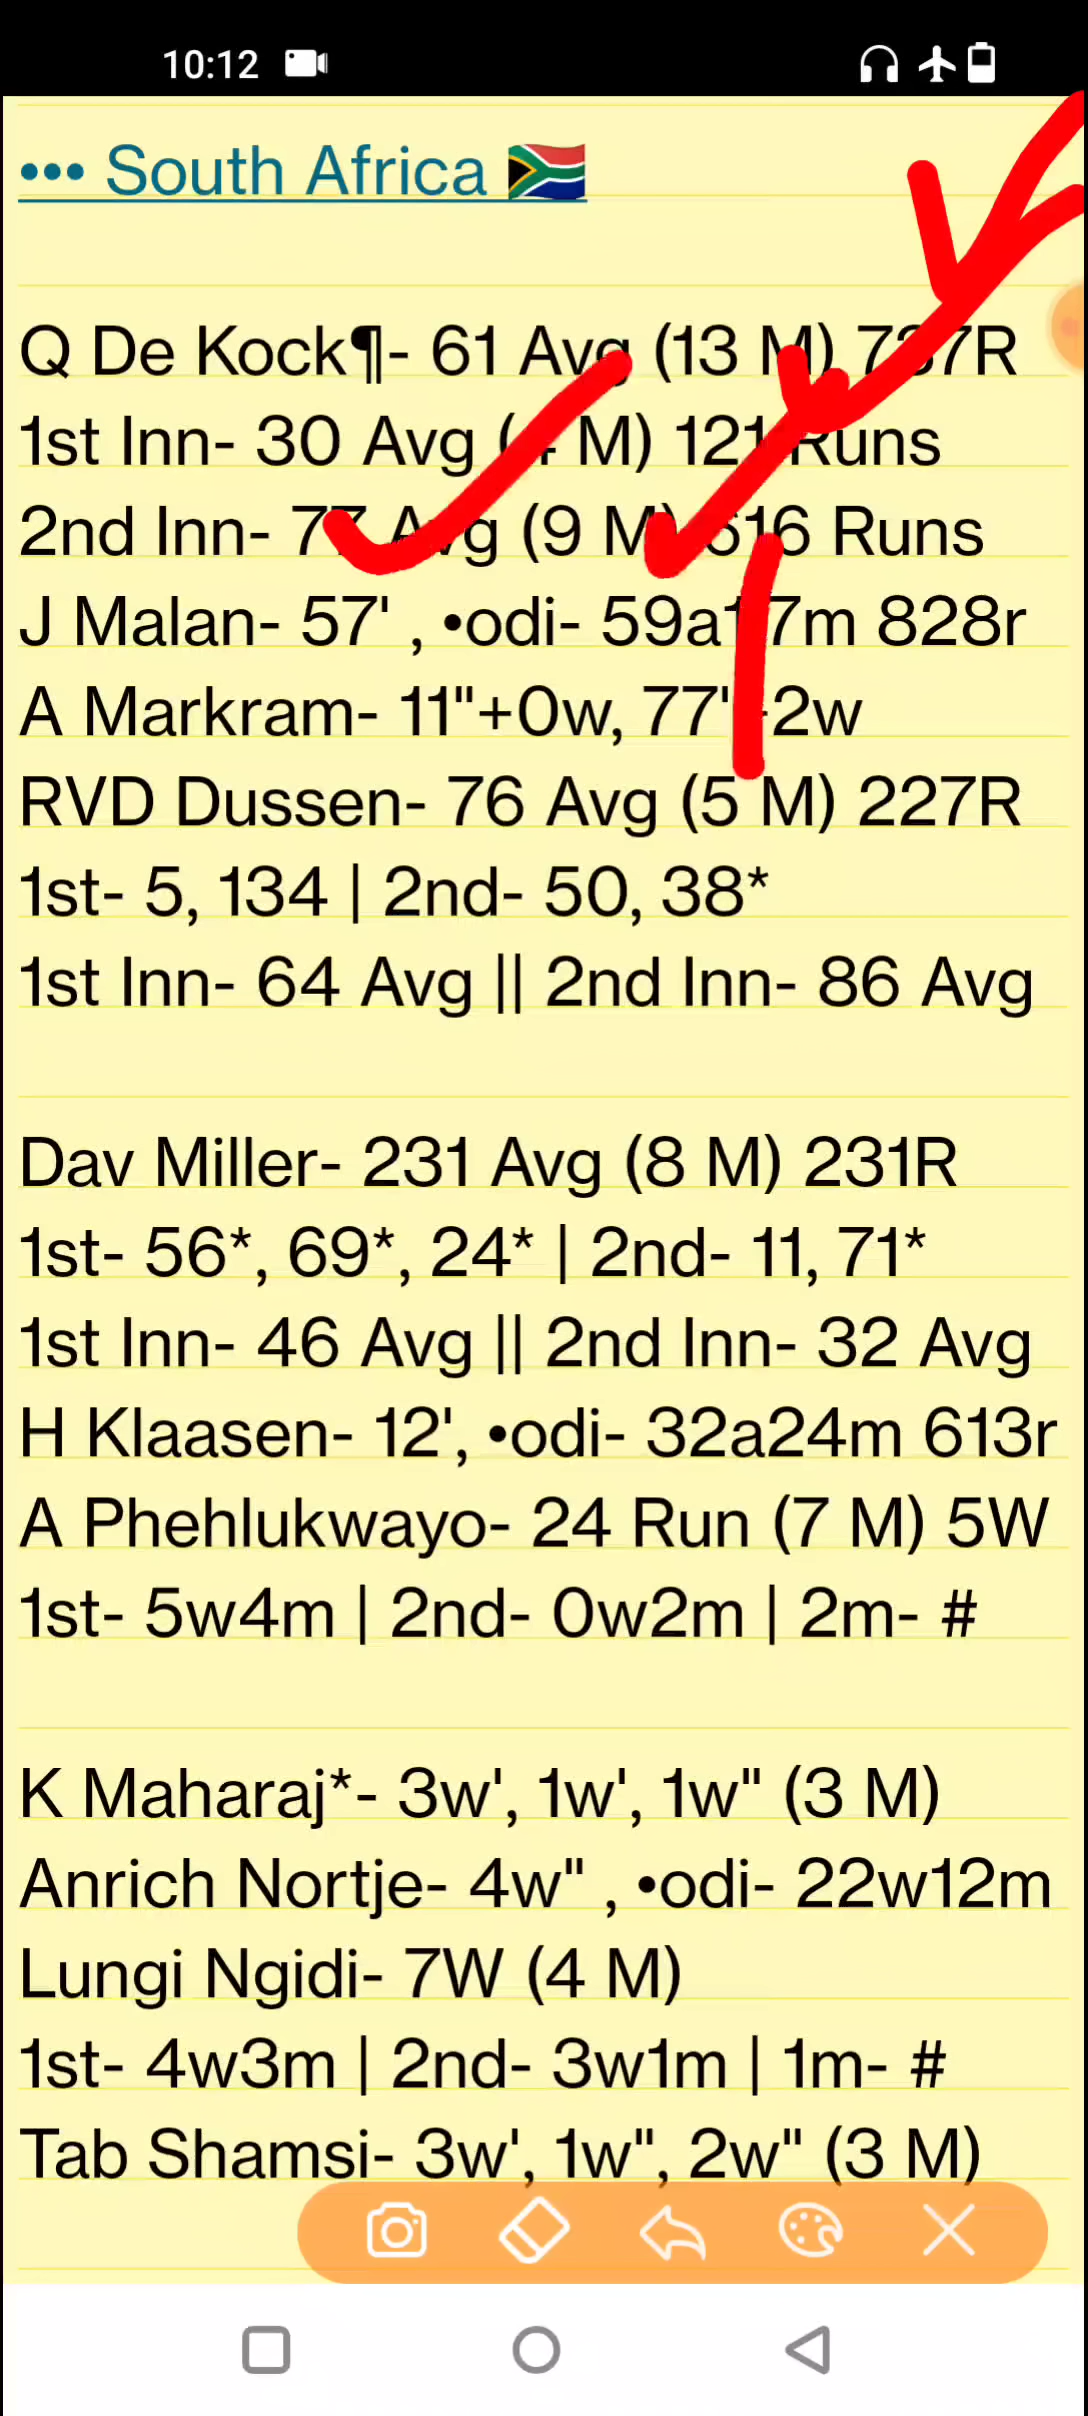 10:12
••• South Africa 🇿🇦
Q De Kock¶- 61 Avg (13 M) 737R
1st Inn- 30 Avg (4 M) 121 Runs
2nd Inn- 77 Avg (9 M) 616 Runs
J Malan- 57' , •odi- 59a17m 828r
A Markram- 11"+0w, 77'+2w
RVD Dussen- 76 Avg (5 M) 227R
1st- 5, 134 | 2nd- 50, 38*
1st Inn- 64 Avg || 2nd Inn- 86 Avg
Dav Miller- 231 Avg (8 M) 231R
1st- 56*, 69*, 24* | 2nd- 11, 71*
1st Inn- 46 Avg || 2nd Inn- 32 Avg
H Klaasen- 12', •odi- 32a24m 613r
A Phehlukwayo- 24 Run (7 M) 5W
1st- 5w4m | 2nd- 0w2m | 2m- #
K Maharaj*- 3w', 1w', 1w" (3 M)
Anrich Nortje- 4w" , •odi- 22w12m
Lungi Ngidi- 7W (4 M)
1st- 4w3m | 2nd- 3w1m | 1m- #
Tab Shamsi- 3w', 1w", 2w" (3 M)